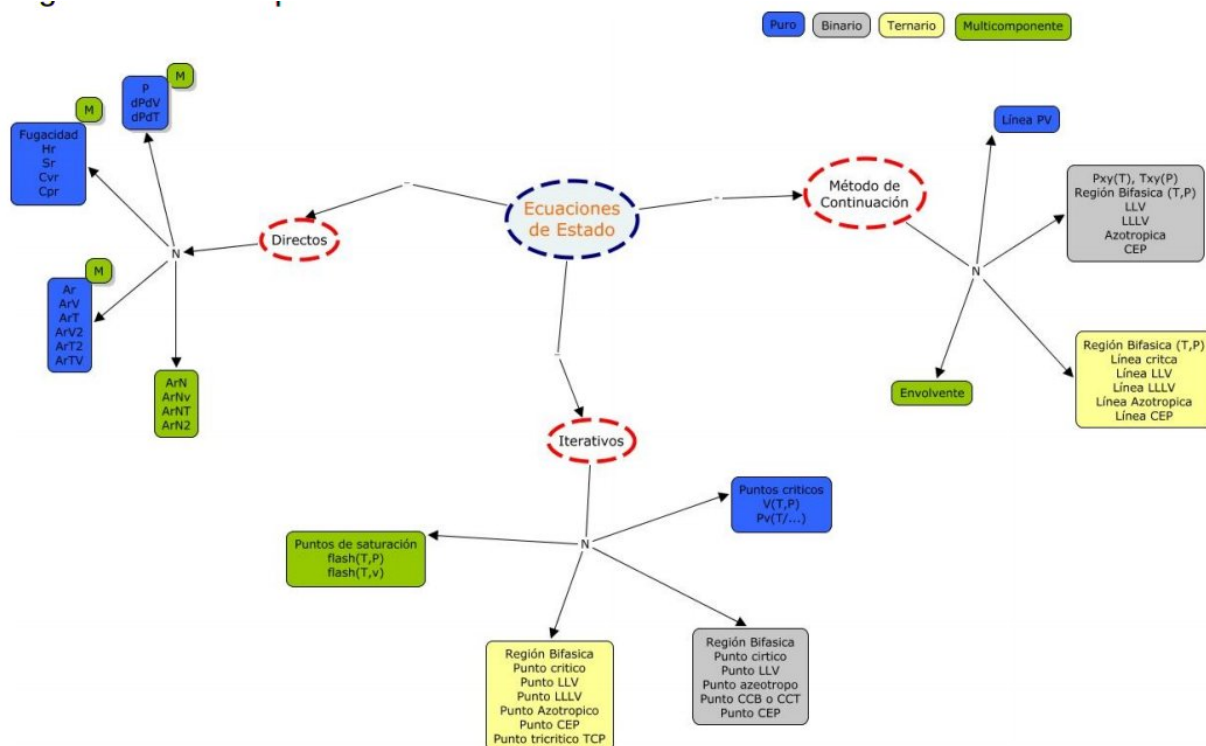 Puro
Binario
Ternario
Multicomponente
M
P
dPdV
dPdT
M
Fugacidad
Hr
Sr
Cvr
Cpr
N
Directos
M
Ar
ArV
ArT
ArV2
ArT2
ArTV
ArN
ArNv
ArNT
ArN2
Ecuaciones
de Estado
Método de
Continuación
Línea PV
Pxy(T), Txy(P)
Región Bifasica (T,P)
LLV
LLLV
Azotropica
CEP
N
Envolvente
Región Bifasica (T,P)
Línea critca
Línea LLV
Línea LLLV
Línea Azotropica
Línea CEP
Iterativos
N
Puntos criticos
V(T,P)
Pv(T/...)
Puntos de saturación
flash(T,P)
flash(T,v)
Región Bifasica
Punto critico
Punto LLV
Punto LLLV
Punto Azotropico
Punto CEP
Punto tricritico TCP
Región Bifasica
Punto cirtico
Punto LLV
Punto azeotropo
Punto CCB o CCT
Punto CEP